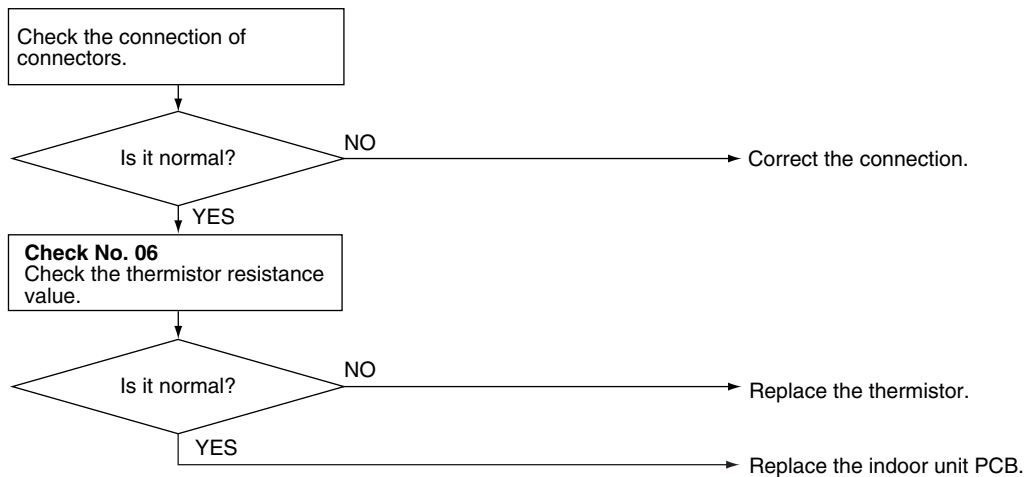 Check the connection of
connectors.
Is it normal?
NO
Correct the connection.
YES
Check No. 06
Check the thermistor resistance
value.
Is it normal?
NO
Replace the thermistor.
YES
Replace the indoor unit PCB.